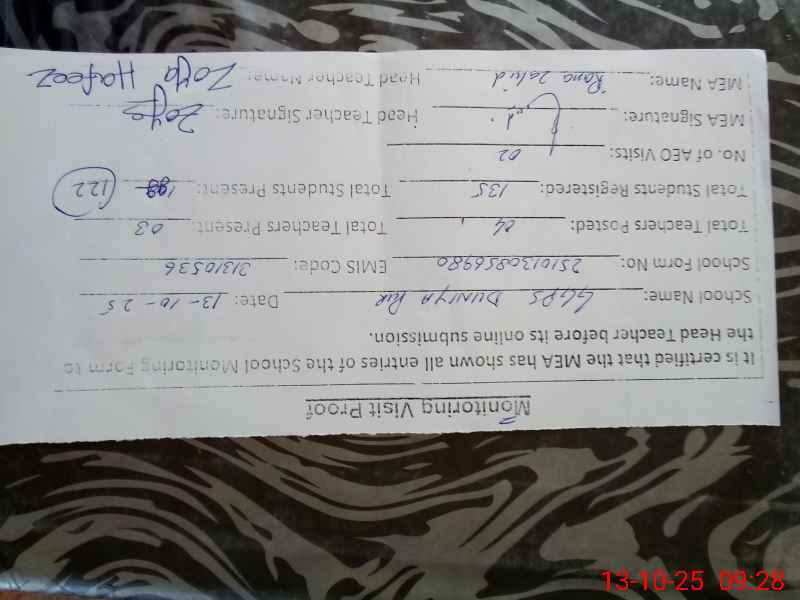 Monitoring Visit Proof
It is certified that the MEA has shown all entries of the School Monitoring Form to
the Head Teacher before its online submission.
School Name: GGPS DUNIYA PUR Date: 13-10-25
School Form No: 2510130856980 EMIS Code: 31310536
Total Teachers Posted: 04 Total Teachers Present: 03
Total Students Registered: 135 Total Students Present: 122
No. of AEO Visits: 02
MEA Signature: Head Teacher Signature: Zoya
MEA Name: Rana Head Teacher Name: Zoya Hafeez
13-10-25 09:28